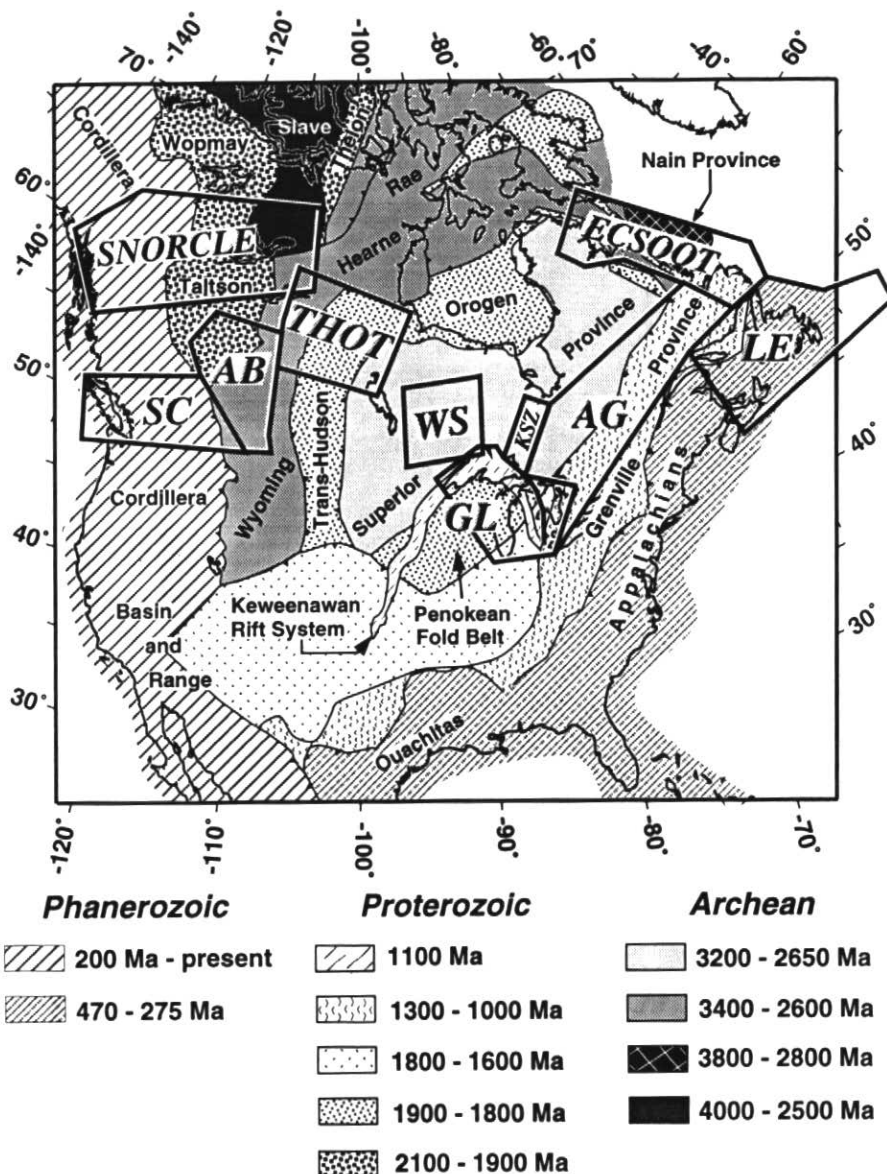 70° -140° -120° -100° -80° -60° 70° -40° 60°
Cordillera
Wopmay
Slave
Thelon
Rae
Nain Province
60°
-140°
SNORCLE
Taltson
Hearne
ECSOOT
50°
THOT
Orogen
Province
Province
LE
50°
AB
SC
WS
KSZ
AG
40°
Cordillera
Wyoming
Trans-Hudson
Superior
GL
Grenville
Appalachians
40°
Keweenawan
Rift System
Penokean
Fold Belt
30°
Basin
and
Range
30°
Ouachitas
-120° -110° -100° -90° -80° -70°
Phanerozoic
200 Ma - present
470 - 275 Ma
Proterozoic
1100 Ma
1300 - 1000 Ma
1800 - 1600 Ma
1900 - 1800 Ma
2100 - 1900 Ma
Archean
3200 - 2650 Ma
3400 - 2600 Ma
3800 - 2800 Ma
4000 - 2500 Ma